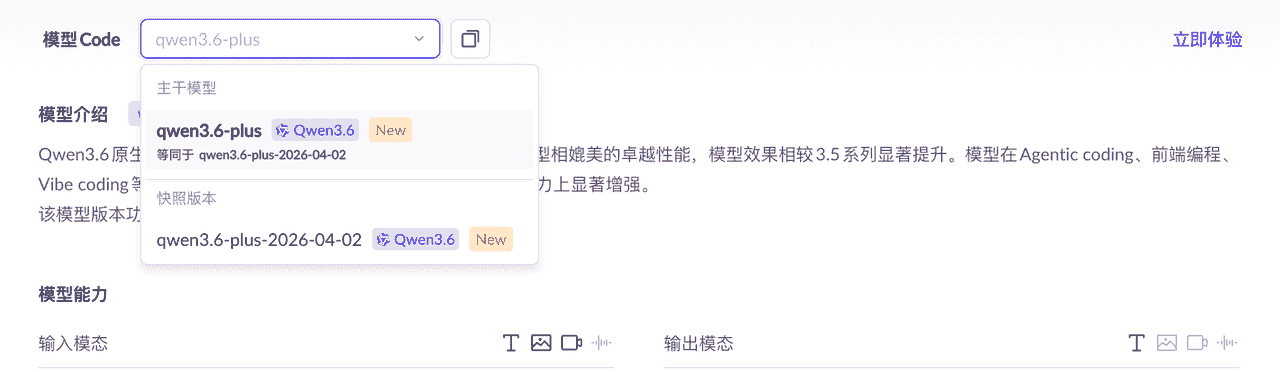 模型Code
qwen3.6-plus
立即体验
主干模型
qwen3.6-plus Qwen3.6 New
等同于 qwen3.6-plus-2026-04-02
快照版本
qwen3.6-plus-2026-04-02 Qwen3.6 New
模型介绍
Qwen3.6原生
型相媲美的卓越性能，模型效果相较3.5系列显著提升。模型在Agentic coding、前端编程、
Vibe coding等
力上显著增强。
该模型版本功
模型能力
输入模态
输出模态